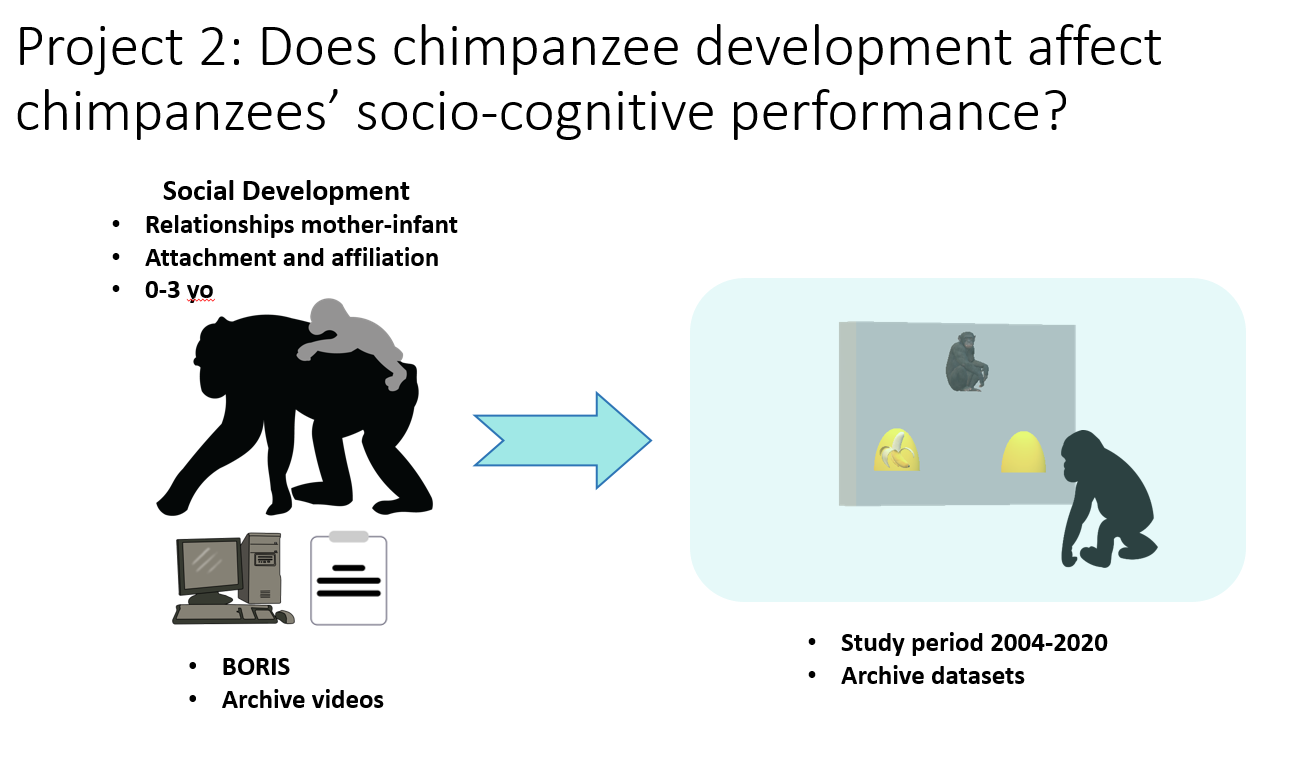 Project 2: Does chimpanzee development affect
chimpanzees’ socio-cognitive performance?
Social Development
• Relationships mother-infant
• Attachment and affiliation
• 0-3 yo
• BORIS
• Archive videos
• Study period 2004-2020
• Archive datasets